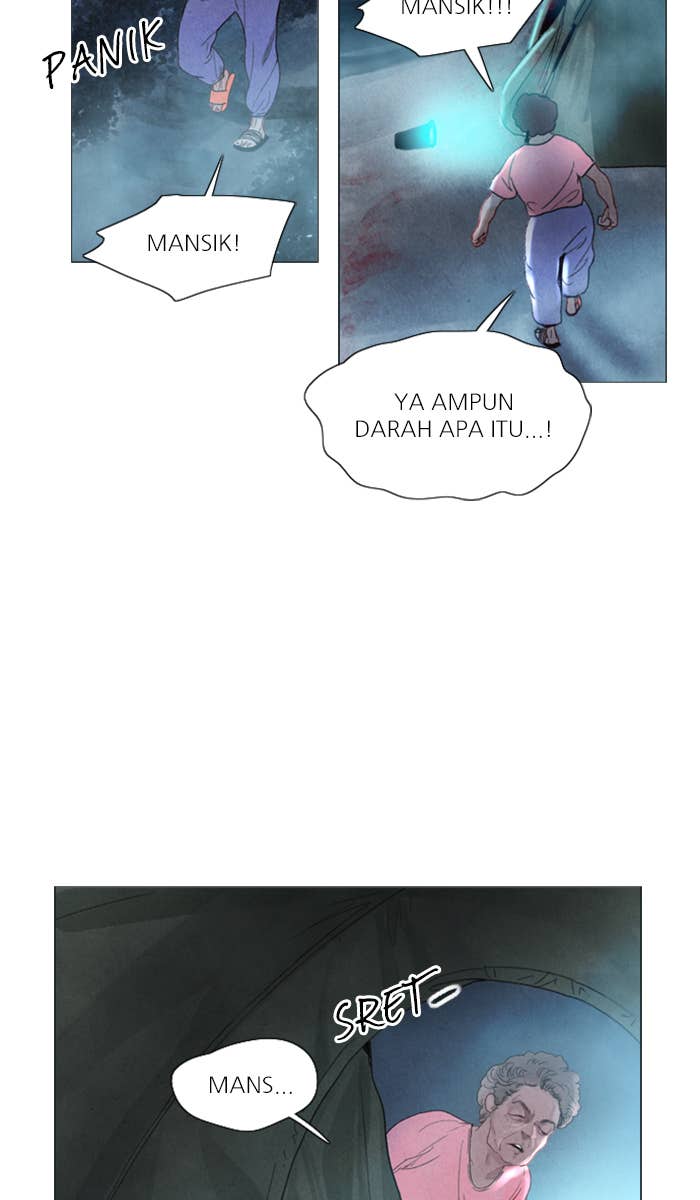 PANIK
MANSIK!
MANSIK!!!
YA AMPUN
DARAH APA ITU...!
SRET-
MANS...